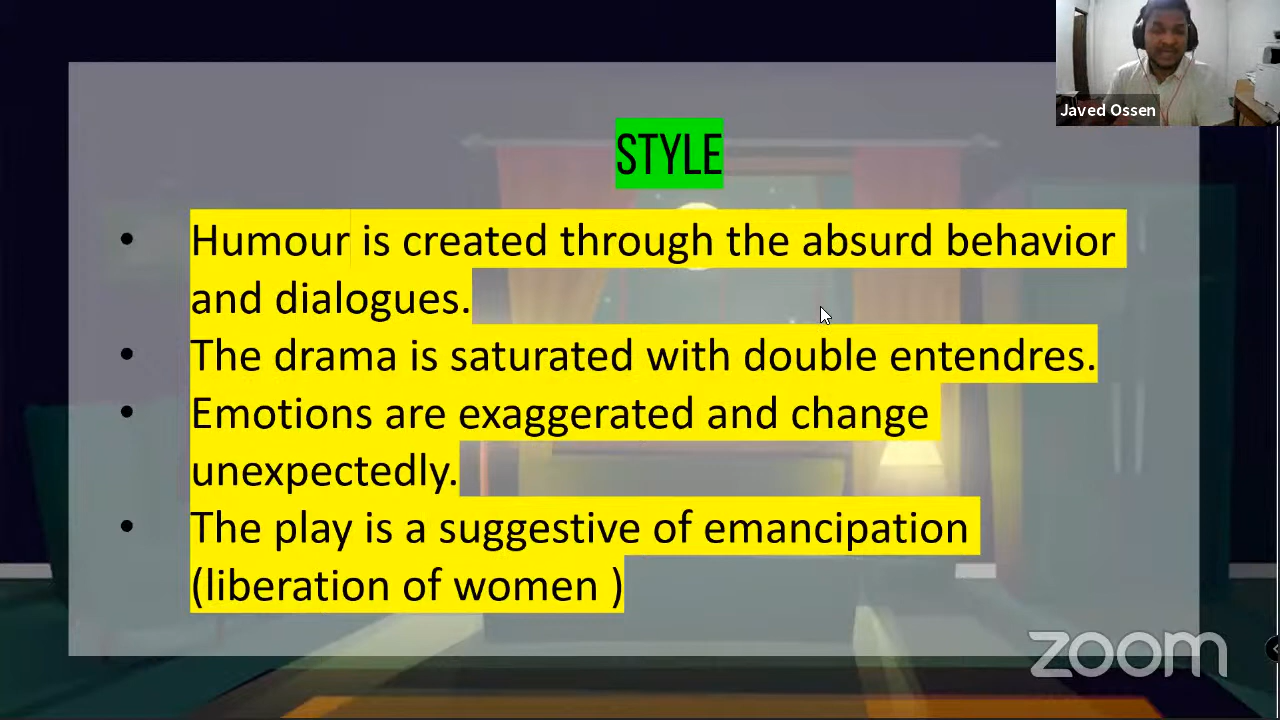 Javed Ossen
STYLE
• Humour is created through the absurd behavior
and dialogues.
• The drama is saturated with double entendres.
• Emotions are exaggerated and change
unexpectedly.
• The play is a suggestive of emancipation
(liberation of women )
zoom